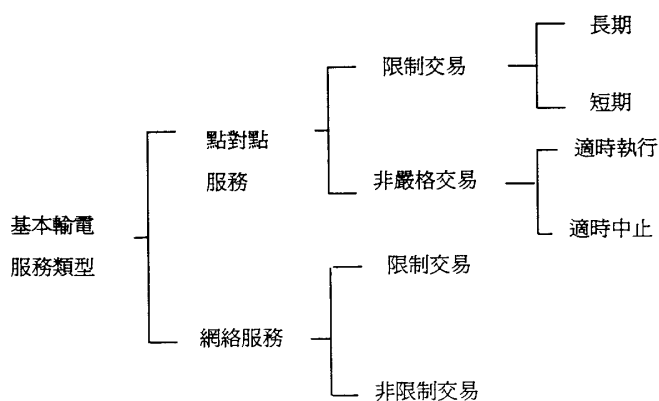 長期
限制交易
短期
點對點
服務
適時執行
非嚴格交易
適時中止
基本輸電
服務類型
限制交易
網絡服務
非限制交易